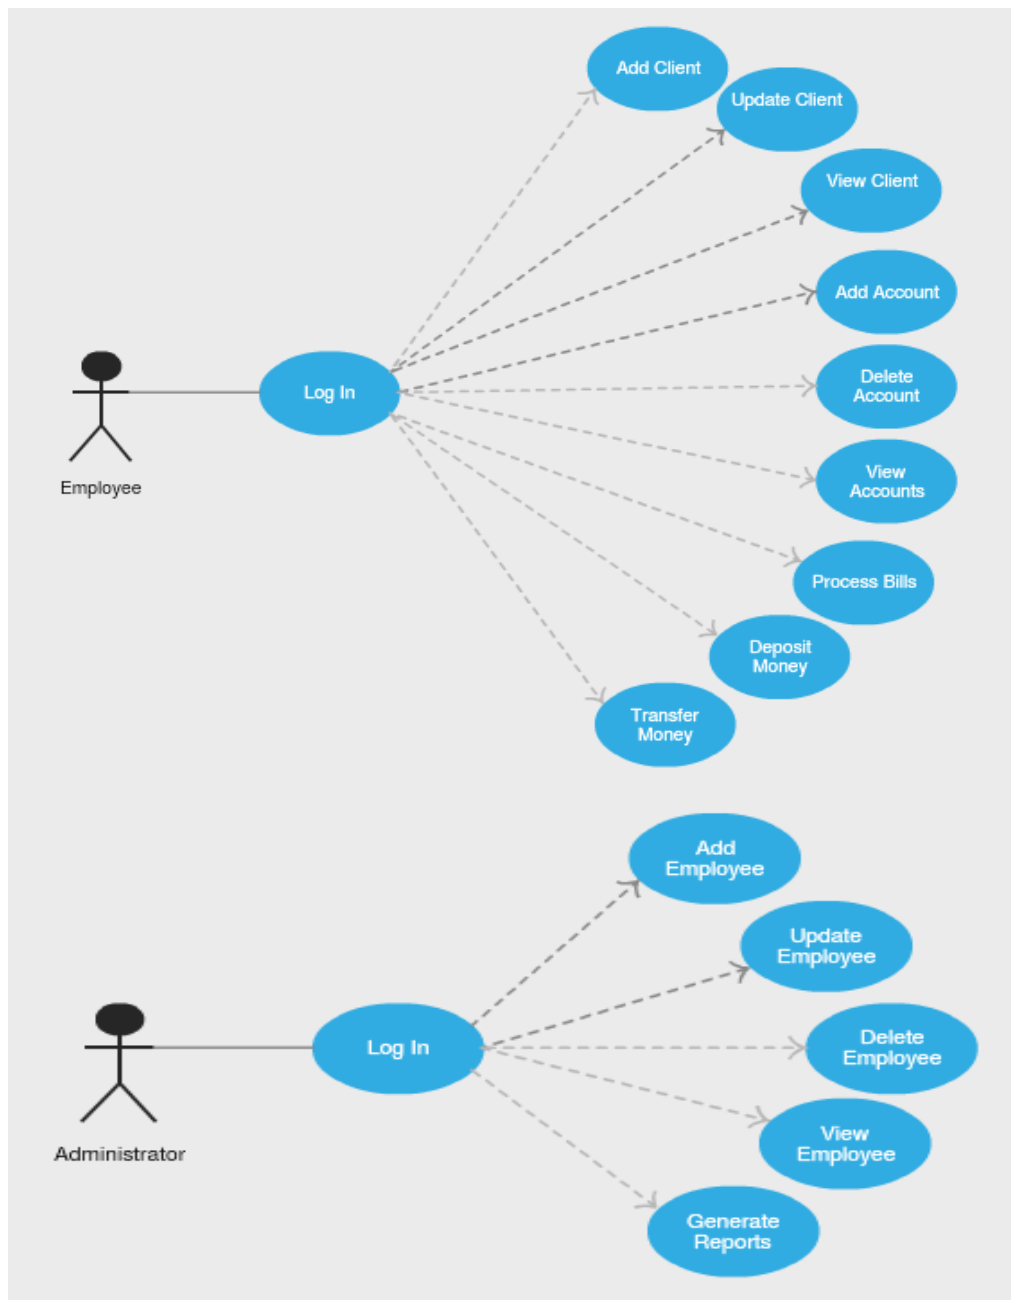 Add Client
Update Client
View Client
Add Account
Delete
Account
View
Accounts
Process Bills
Deposit
Money
Transfer
Money
Log In
Employee
Add
Employee
Update
Employee
Delete
Employee
View
Employee
Generate
Reports
Log In
Administrator